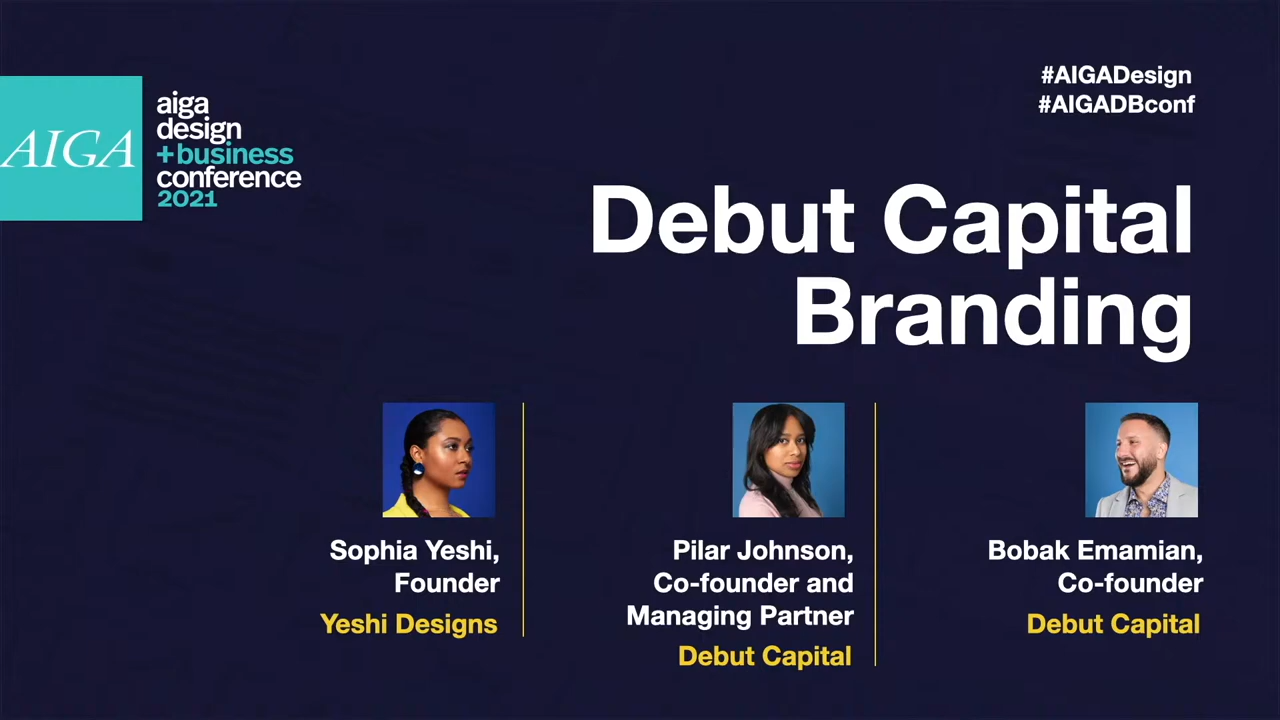 AIGA
aiga
design
+business
conference
2021
#AIGADesign
#AIGADBconf
Debut Capital
Branding
Sophia Yeshi,
Founder
Yeshi Designs
Pilar Johnson,
Co-founder and
Managing Partner
Debut Capital
Bobak Emamian,
Co-founder
Debut Capital